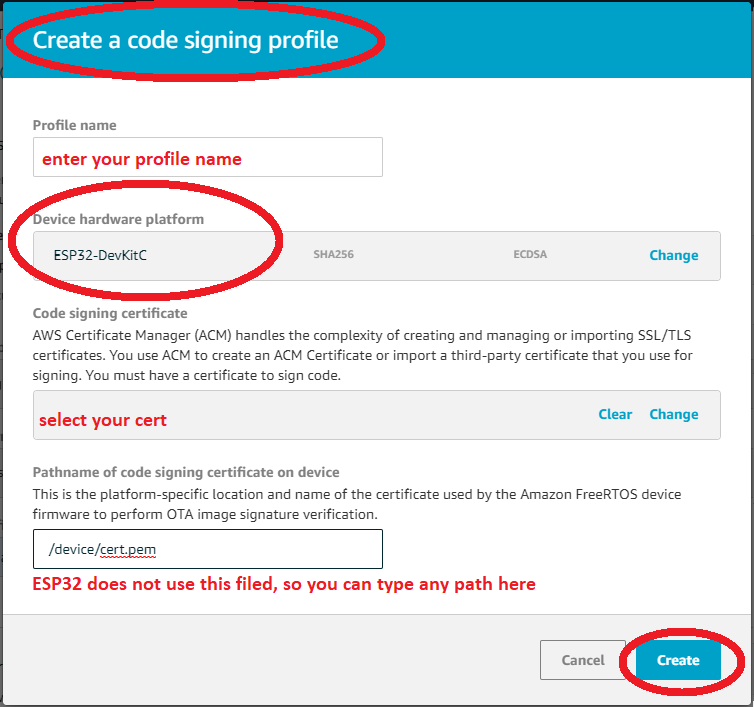 Create a code signing profile
Profile name
enter your profile name
Device hardware platform
ESP32-DevKitC SHA256 ECDSA Change
Code signing certificate
AWS Certificate Manager (ACM) handles the complexity of creating and managing or importing SSL/TLS
certificates. You use ACM to create an ACM Certificate or import a third-party certificate that you use for
signing. You must have a certificate to sign code.
select your cert Clear Change
Pathname of code signing certificate on device
This is the platform-specific location and name of the certificate used by the Amazon FreeRTOS device
firmware to perform OTA image signature verification.
/device/cert.pem
ESP32 does not use this filed, so you can type any path here
Cancel Create